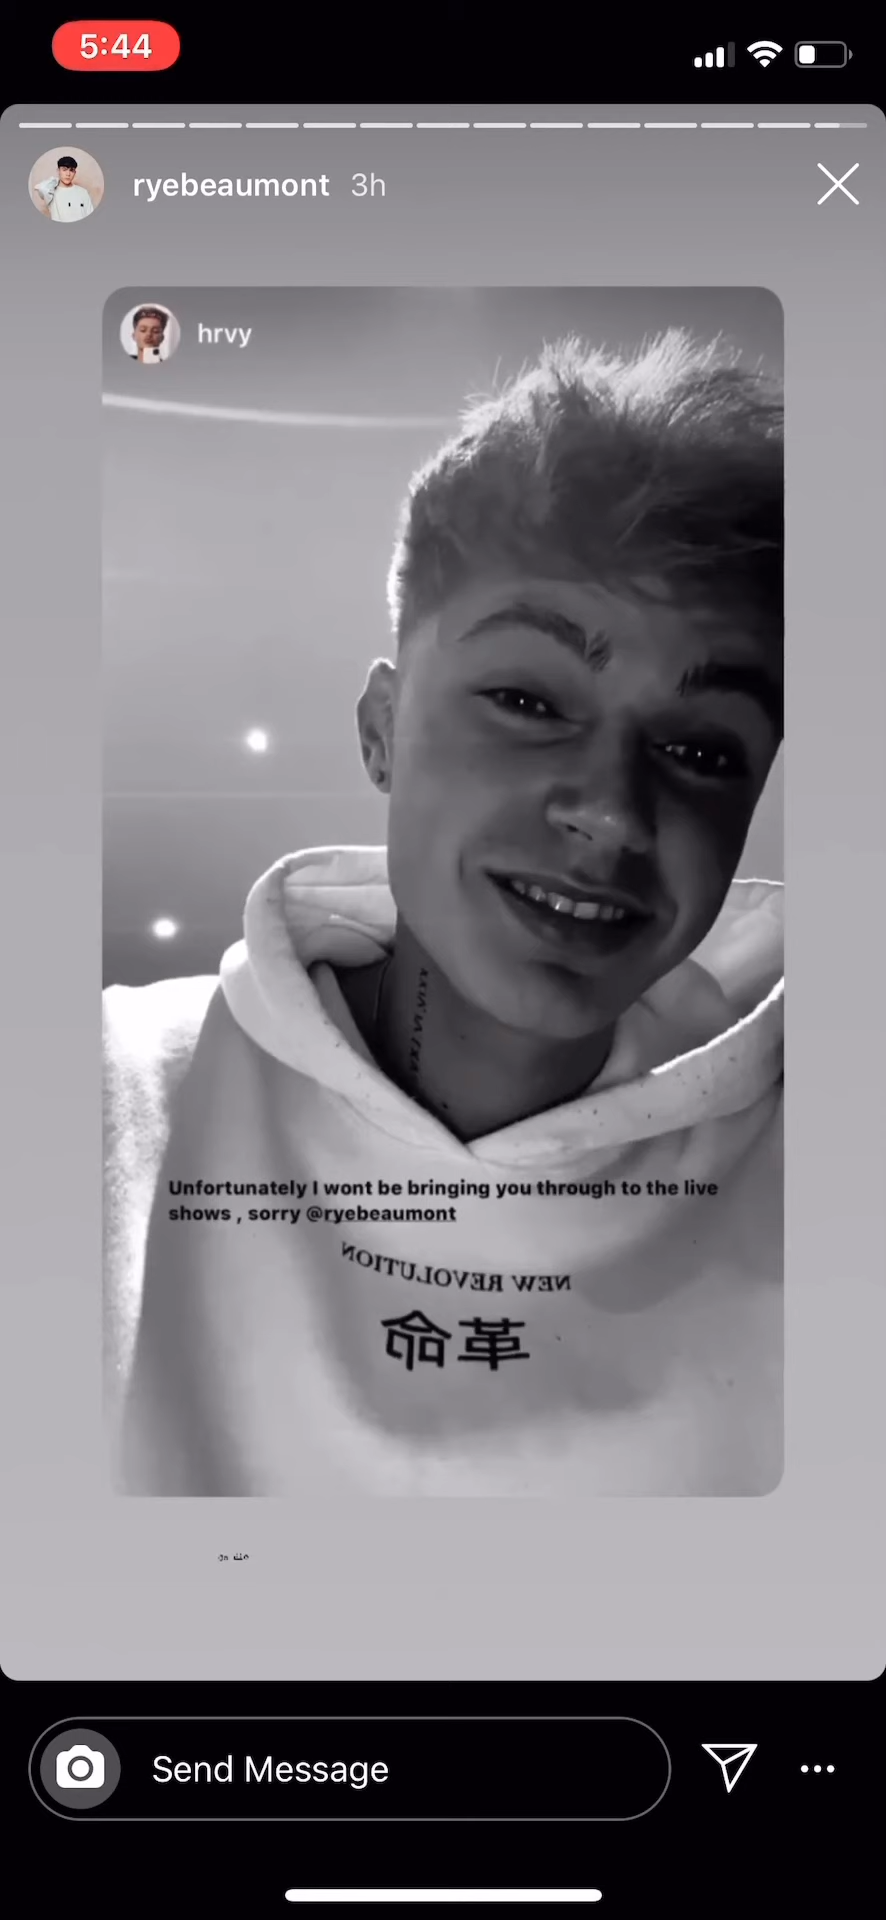 5:44
ryebeaumont 3h
hrvy
Unfortunately I wont be bringing you through to the live
shows , sorry @ryebeaumont
NEW REVOLUTION
革命
Send Message